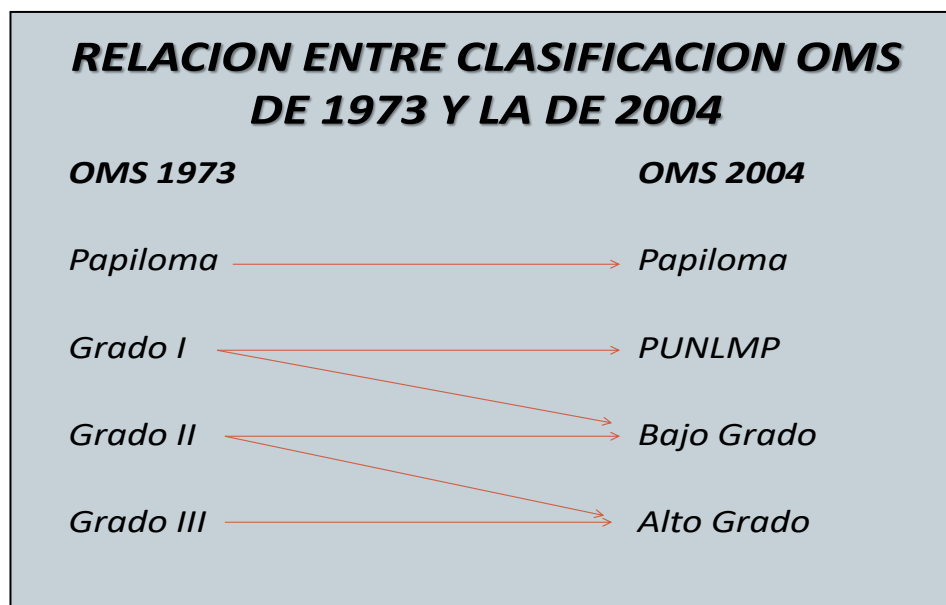 RELACION ENTRE CLASIFICACION OMS
DE 1973 Y LA DE 2004
OMS 1973 OMS 2004
Papiloma Papiloma
Grado I PUNLMP
Grado II Bajo Grado
Grado III Alto Grado